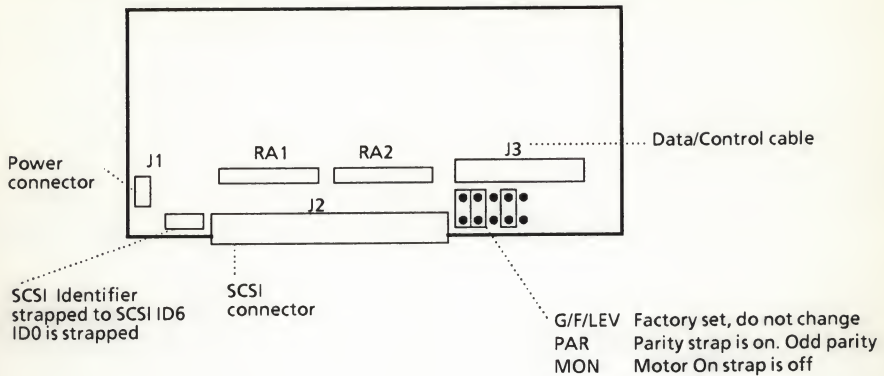 J1
RA1
RA2
J3
Data/Control cable
Power
connector
J2
SCSI Identifier
strapped to SCSI ID6
ID0 is strapped
SCSI
connector
G/F/LEV Factory set, do not change
PAR Parity strap is on. Odd parity
MON Motor On strap is off